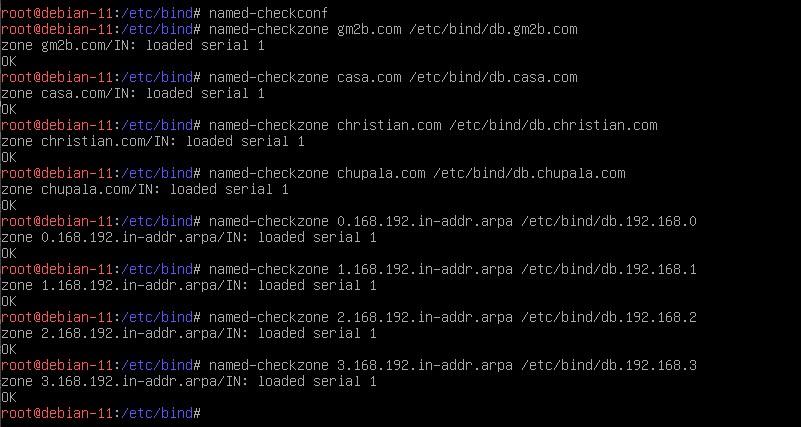 root@debian-11:/etc/bind# named-checkconf
root@debian-11:/etc/bind# named-checkzone gm2b.com /etc/bind/db.gm2b.com
zone gm2b.com/IN: loaded serial 1
OK
root@debian-11:/etc/bind# named-checkzone casa.com /etc/bind/db.casa.com
zone casa.com/IN: loaded serial 1
OK
root@debian-11:/etc/bind# named-checkzone christian.com /etc/bind/db.christian.com
zone christian.com/IN: loaded serial 1
OK
root@debian-11:/etc/bind# named-checkzone chupala.com /etc/bind/db.chupala.com
zone chupala.com/IN: loaded serial 1
OK
root@debian-11:/etc/bind# named-checkzone 0.168.192.in-addr.arpa /etc/bind/db.192.168.0
zone 0.168.192.in-addr.arpa/IN: loaded serial 1
OK
root@debian-11:/etc/bind# named-checkzone 1.168.192.in-addr.arpa /etc/bind/db.192.168.1
zone 1.168.192.in-addr.arpa/IN: loaded serial 1
OK
root@debian-11:/etc/bind# named-checkzone 2.168.192.in-addr.arpa /etc/bind/db.192.168.2
zone 2.168.192.in-addr.arpa/IN: loaded serial 1
OK
root@debian-11:/etc/bind# named-checkzone 3.168.192.in-addr.arpa /etc/bind/db.192.168.3
zone 3.168.192.in-addr.arpa/IN: loaded serial 1
OK
root@debian-11:/etc/bind#